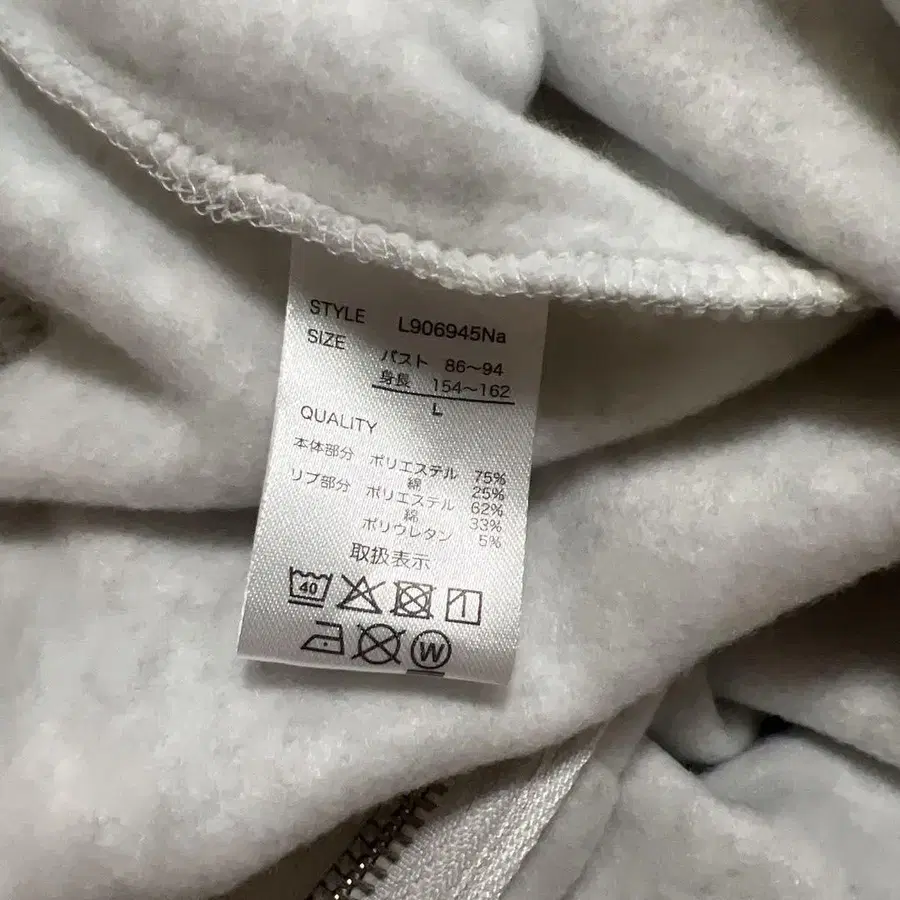 STYLE L906945Na
SIZE バスト 86～94
身長 154～162
L
QUALITY
本体部分 ポリエステル 75%
綿 25%
リブ部分 ポリエステル 62%
綿 33%
ポリウレタン 5%
取扱表示
40
W